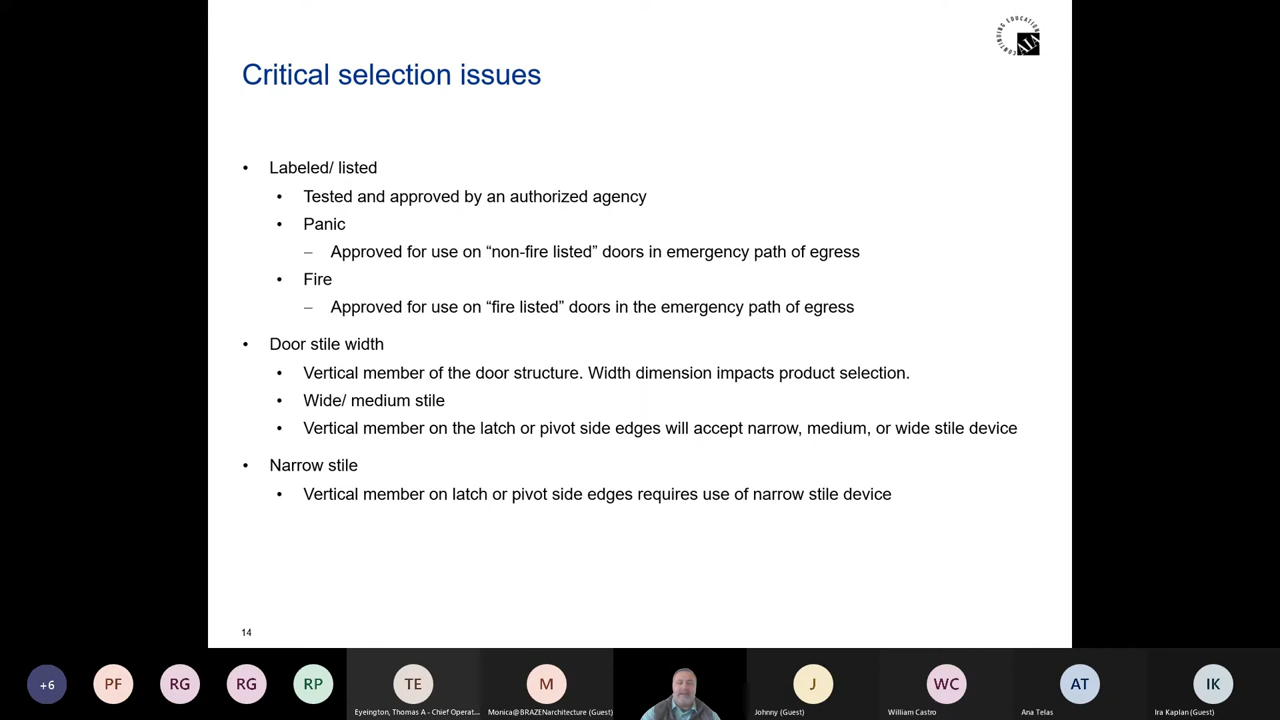 CONTINUING EDUCATION
AIA
Critical selection issues
• Labeled/ listed
• Tested and approved by an authorized agency
• Panic
– Approved for use on “non-fire listed” doors in emergency path of egress
• Fire
– Approved for use on “fire listed” doors in the emergency path of egress
• Door stile width
• Vertical member of the door structure. Width dimension impacts product selection.
• Wide/ medium stile
• Vertical member on the latch or pivot side edges will accept narrow, medium, or wide stile device
• Narrow stile
• Vertical member on latch or pivot side edges requires use of narrow stile device
14
+6 PF RG RG RP TE M J WC AT IK
Eyeington, Thomas A - Chief Operat... Monica@BRAZENarchitecture (Guest) Johnny (Guest) William Castro Ana Telas Ira Kaplan (Guest)